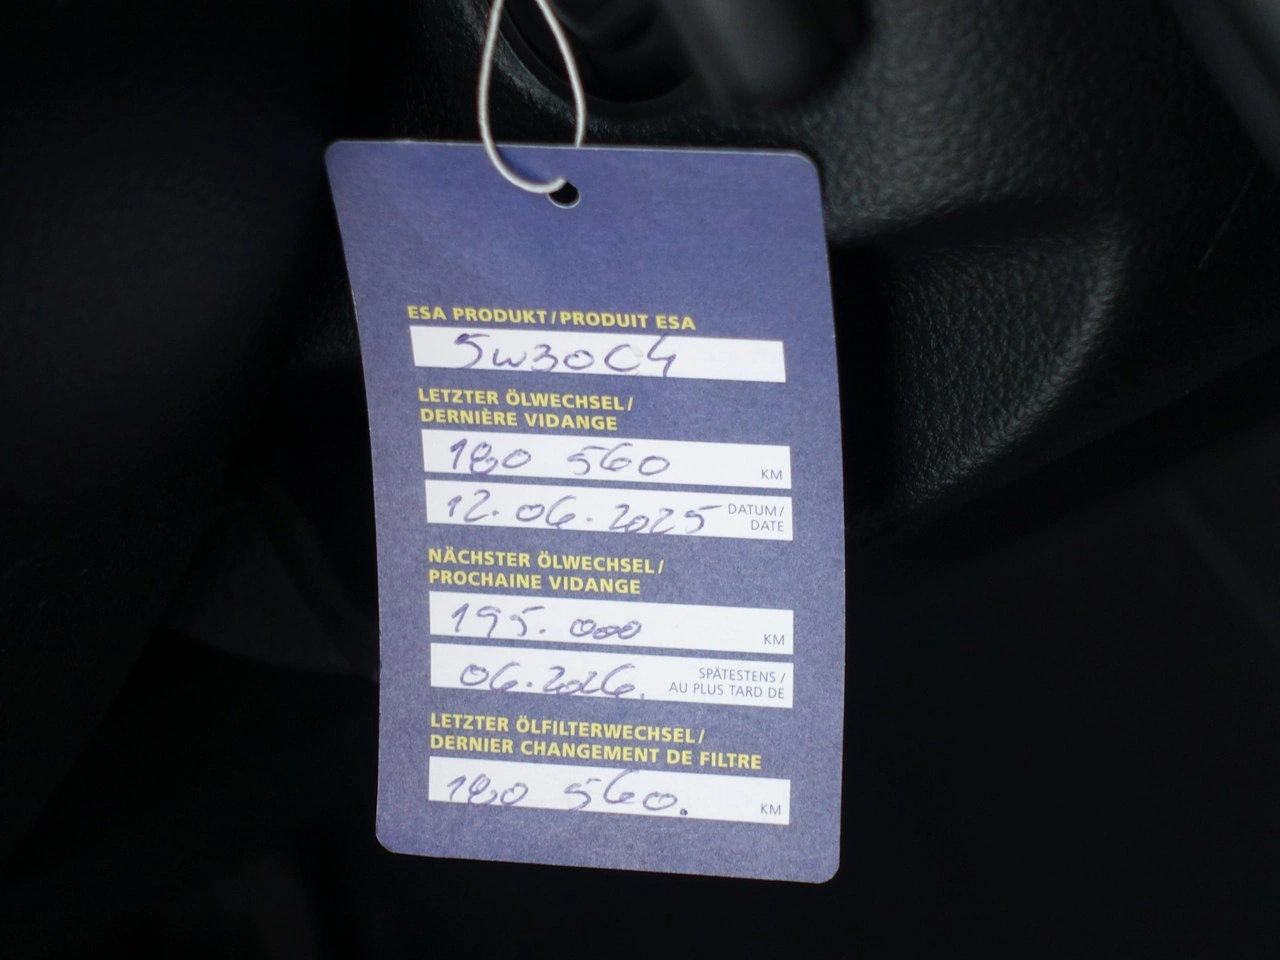 ESA PRODUKT/PRODUIT ESA
5W30 C4
LETZTER ÖLWECHSEL/
DERNIÈRE VIDANGE
180 560 KM
12.06.2025 DATUM/
DATE
NÄCHSTER ÖLWECHSEL/
PROCHAINE VIDANGE
195.000 KM
06.2026. SPÄTESTENS/
AU PLUS TARD DE
LETZTER ÖLFILTERWECHSEL/
DERNIER CHANGEMENT DE FILTRE
180 560. KM